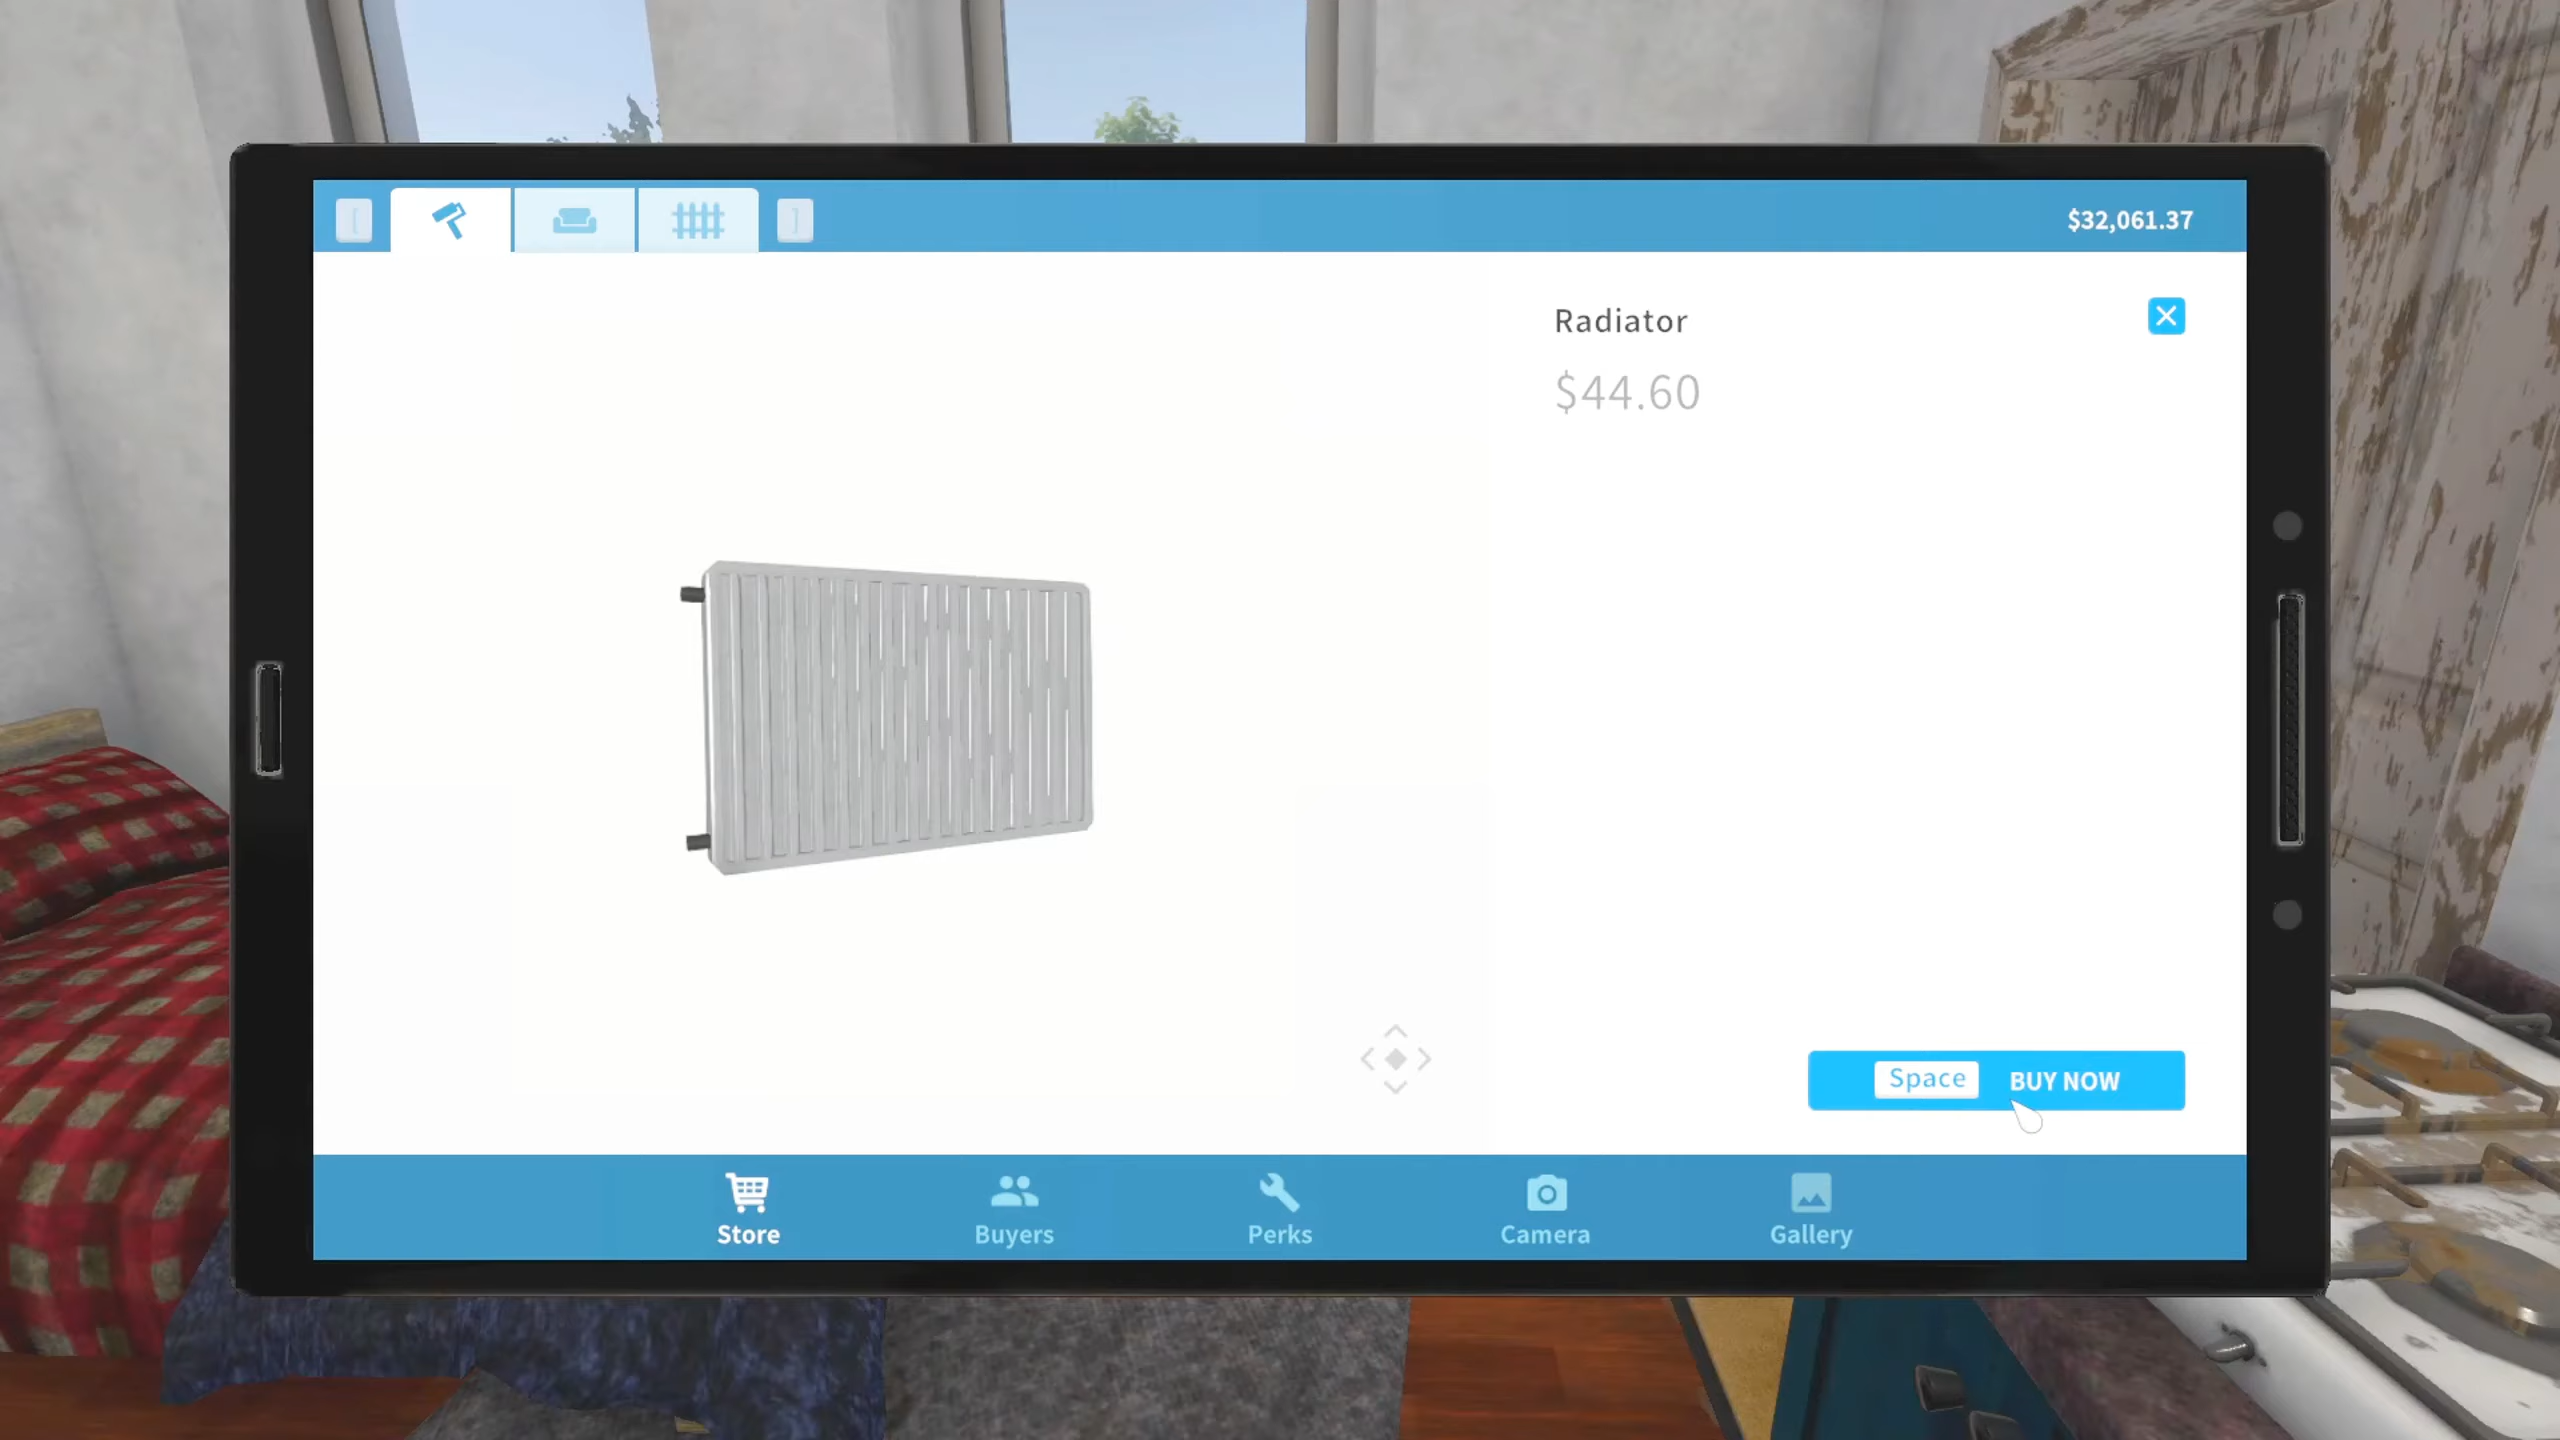 [
]
$32,061.37
Radiator
$44.60
Space BUY NOW
Store
Buyers
Perks
Camera
Gallery